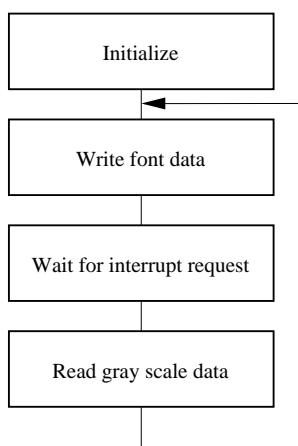 Initialize
Write font data
Wait for interrupt request
Read gray scale data